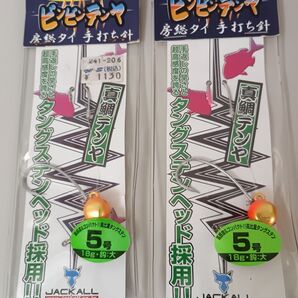 ビンビンテンヤ
房総タイ 手打ち針
241-20.6
¥1130
真鯛テンヤ
タングステンヘッド採用!!
5号
18g・鈎:大
JACKALL
ビンビンテンヤ
房総タイ 手打ち針
真鯛テンヤ
タングステンヘッド採用!!
5号
18g・鈎:大
JACKALL